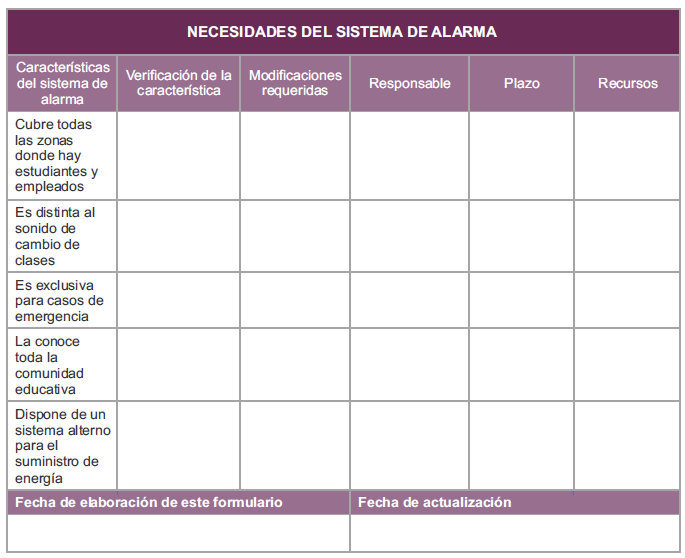 NECESIDADES DEL SISTEMA DE ALARMA
Características
del sistema de
alarma
Verificación de la
característica
Modificaciones
requeridas
Responsable
Plazo
Recursos
Cubre todas
las zonas
donde hay
estudiantes y
empleados
Es distinta al
sonido de
cambio de
clases
Es exclusiva
para casos de
emergencia
La conoce
toda la
comunidad
educativa
Dispone de un
sistema alterno
para el
suministro de
energía
Fecha de elaboración de este formulario
Fecha de actualización